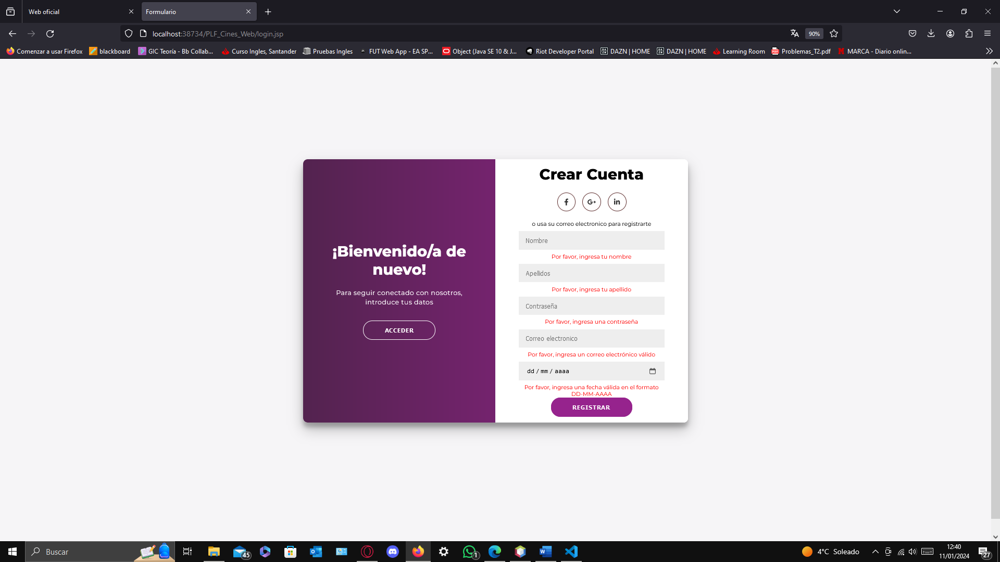 Web oficial
Formulario
localhost:38734/PLF_Cines_Web/login.jsp
90%
Comenzar a usar Firefox
blackboard
GIC Teoría - Bb Collab...
Curso Ingles, Santander
Pruebas Ingles
FUT Web App - EA SP...
Object (Java SE 10 & J...
Riot Developer Portal
DAZN | HOME
DAZN | HOME
Learning Room
Problemas_T2.pdf
MARCA - Diario onlin...
¡Bienvenido/a de
nuevo!
Para seguir conectado con nosotros,
introduce tus datos
ACCEDER
Crear Cuenta
o usa su correo electronico para registrarte
Nombre
Por favor, ingresa tu nombre
Apellidos
Por favor, ingresa tu apellido
Contraseña
Por favor, ingresa una contraseña
Correo electronico
Por favor, ingresa un correo electrónico válido
dd / mm / aaaa
Por favor, ingresa una fecha válida en el formato
DD-MM-AAAA
REGISTRAR
Buscar
45
1
4°C Soleado
12:40
11/01/2024
27